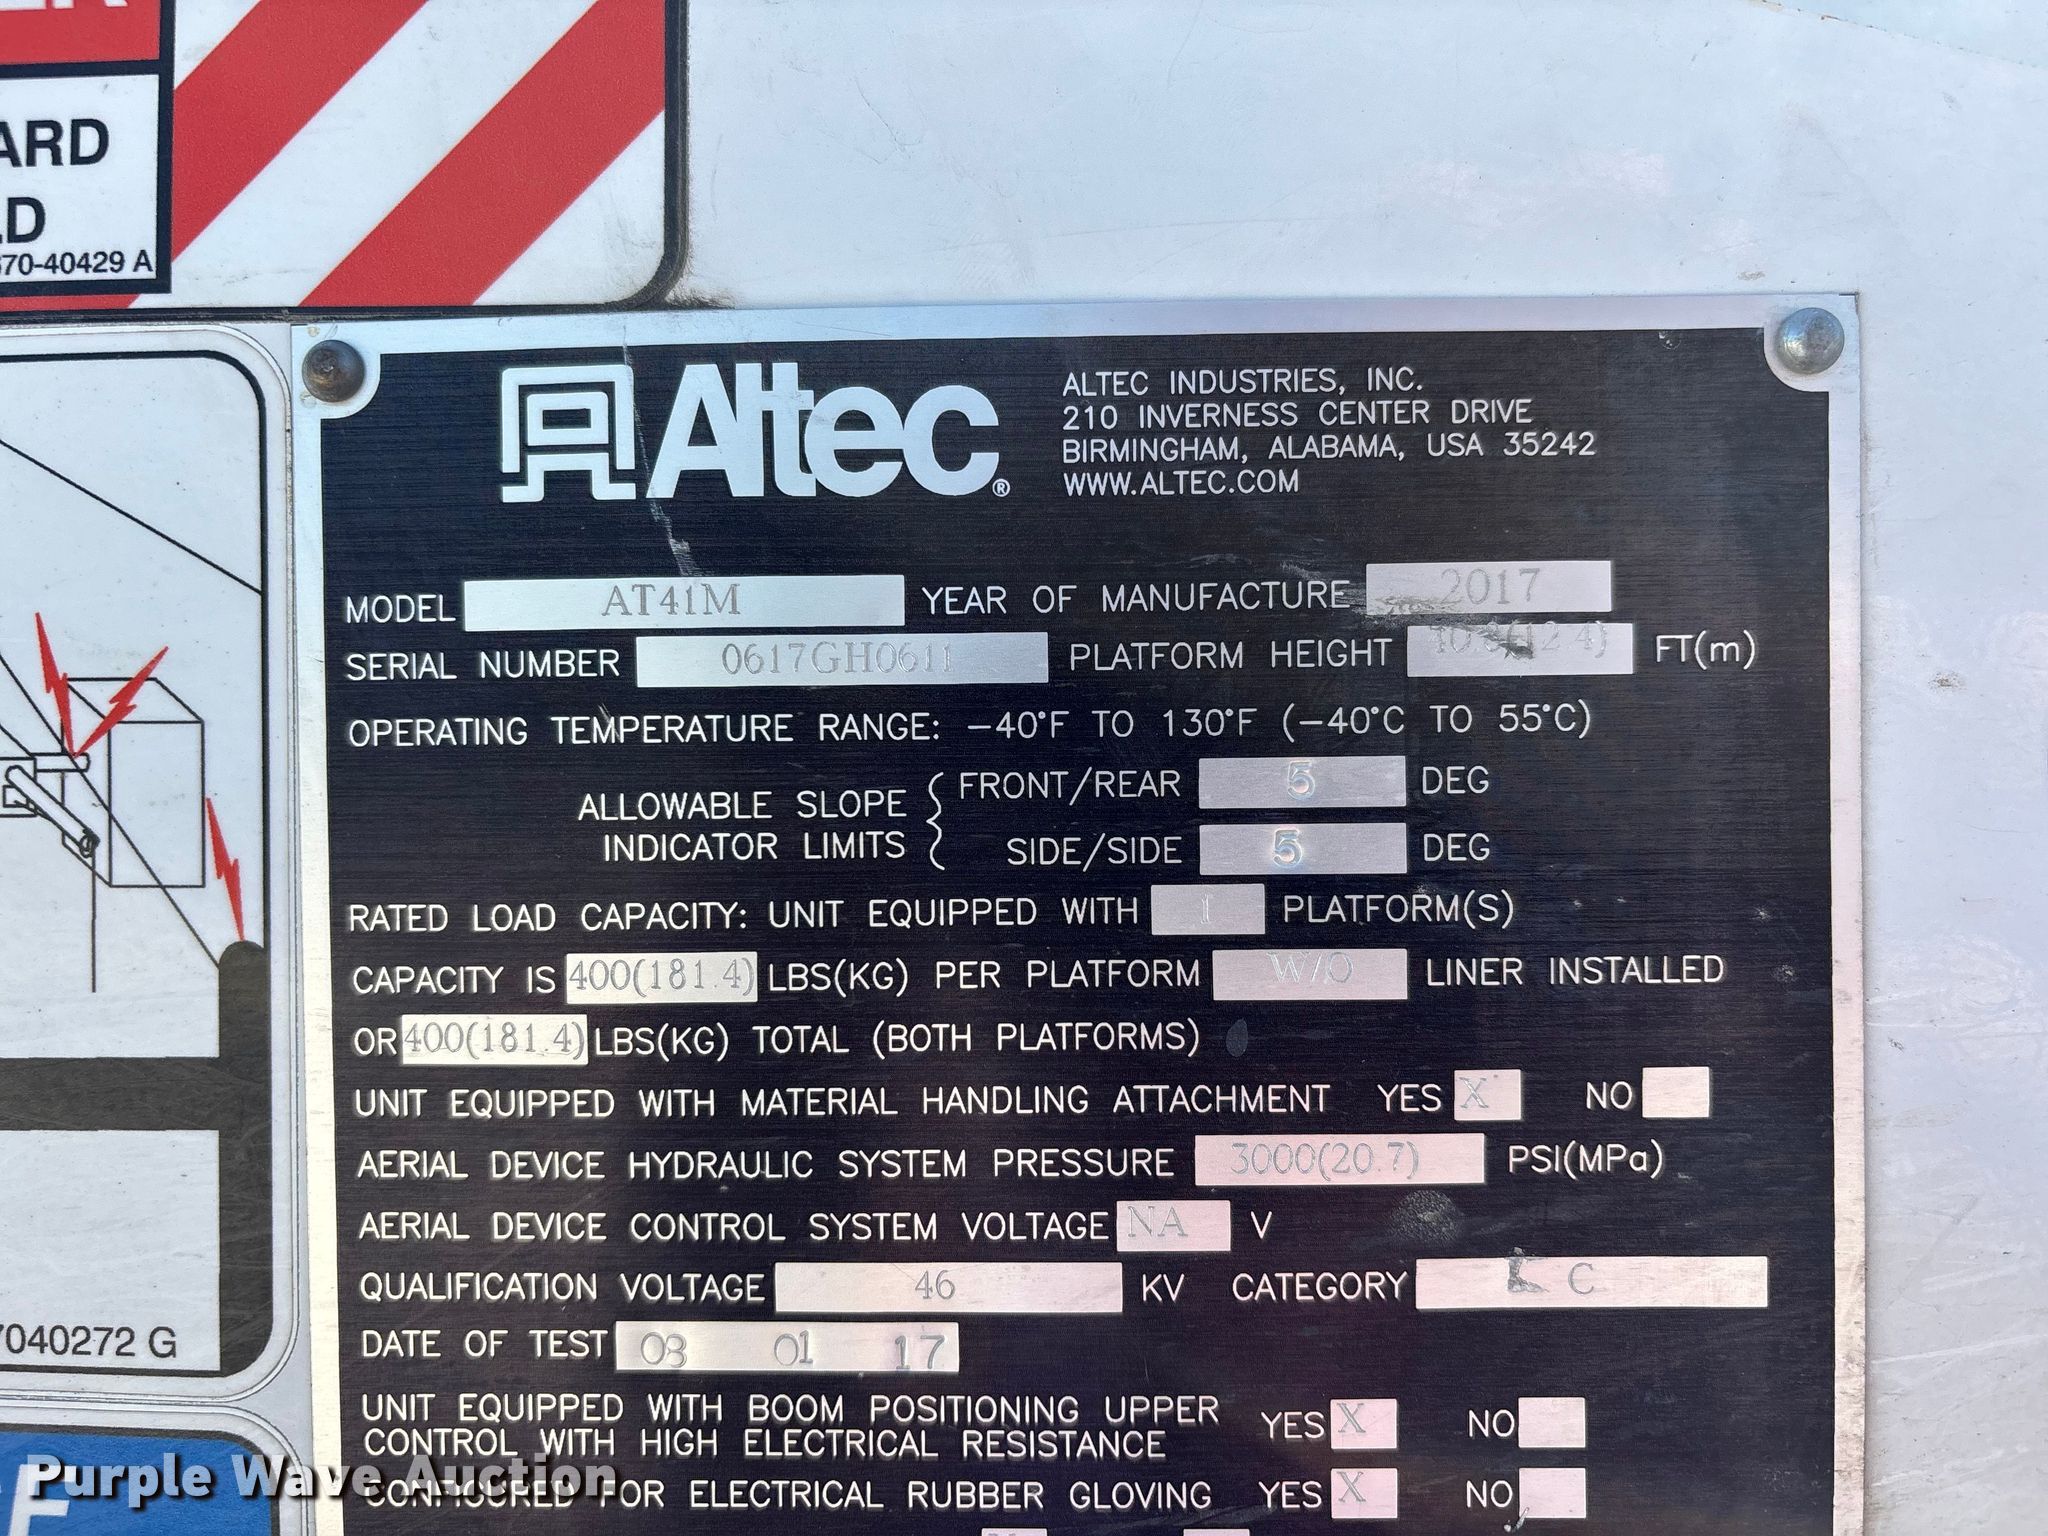 ER
ARD
LD
670-40429 A
Altec®
ALTEC INDUSTRIES, INC.
210 INVERNESS CENTER DRIVE
BIRMINGHAM, ALABAMA, USA 35242
WWW.ALTEC.COM
MODEL AT41M YEAR OF MANUFACTURE 2017
SERIAL NUMBER 0617GH0611 PLATFORM HEIGHT FT(m)
OPERATING TEMPERATURE RANGE: -40°F TO 130°F (-40°C TO 55°C)
ALLOWABLE SLOPE INDICATOR LIMITS
FRONT/REAR 5 DEG
SIDE/SIDE 5 DEG
RATED LOAD CAPACITY: UNIT EQUIPPED WITH 1 PLATFORM(S)
CAPACITY IS 400(181.4) LBS(KG) PER PLATFORM W/O LINER INSTALLED
OR 400(181.4) LBS(KG) TOTAL (BOTH PLATFORMS)
UNIT EQUIPPED WITH MATERIAL HANDLING ATTACHMENT YES X NO
AERIAL DEVICE HYDRAULIC SYSTEM PRESSURE 3000(20.7) PSI(MPa)
AERIAL DEVICE CONTROL SYSTEM VOLTAGE NA V
QUALIFICATION VOLTAGE 46 KV CATEGORY C
DATE OF TEST 03 01 17
UNIT EQUIPPED WITH BOOM POSITIONING UPPER
CONTROL WITH HIGH ELECTRICAL RESISTANCE YES X NO
CONFIGURED FOR ELECTRICAL RUBBER GLOVING YES X NO
7040272 G
Purple Wave Auction